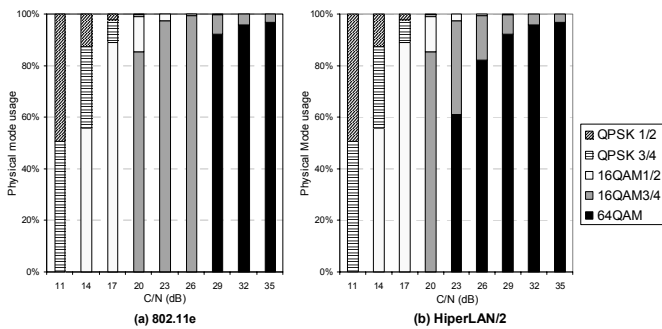 Physical mode usage
100%
80%
60%
40%
20%
0%
11 14 17 20 23 26 29 32 35
C/N (dB)
(a) 802.11e
Physical Mode usage
100%
80%
60%
40%
20%
0%
11 14 17 20 23 26 29 32 35
C/N (dB)
(b) HiperLAN/2
QPSK 1/2
QPSK 3/4
16QAM1/2
16QAM3/4
64QAM